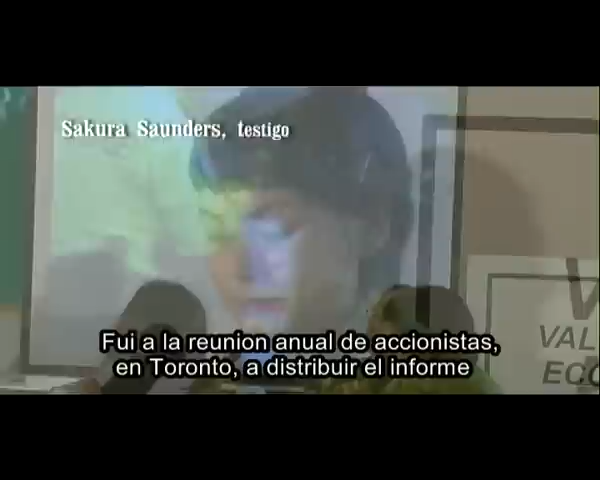 Sakura Saunders, testigo
VAL
ECO
Fui a la reunion anual de accionistas,
en Toronto, a distribuir el informe